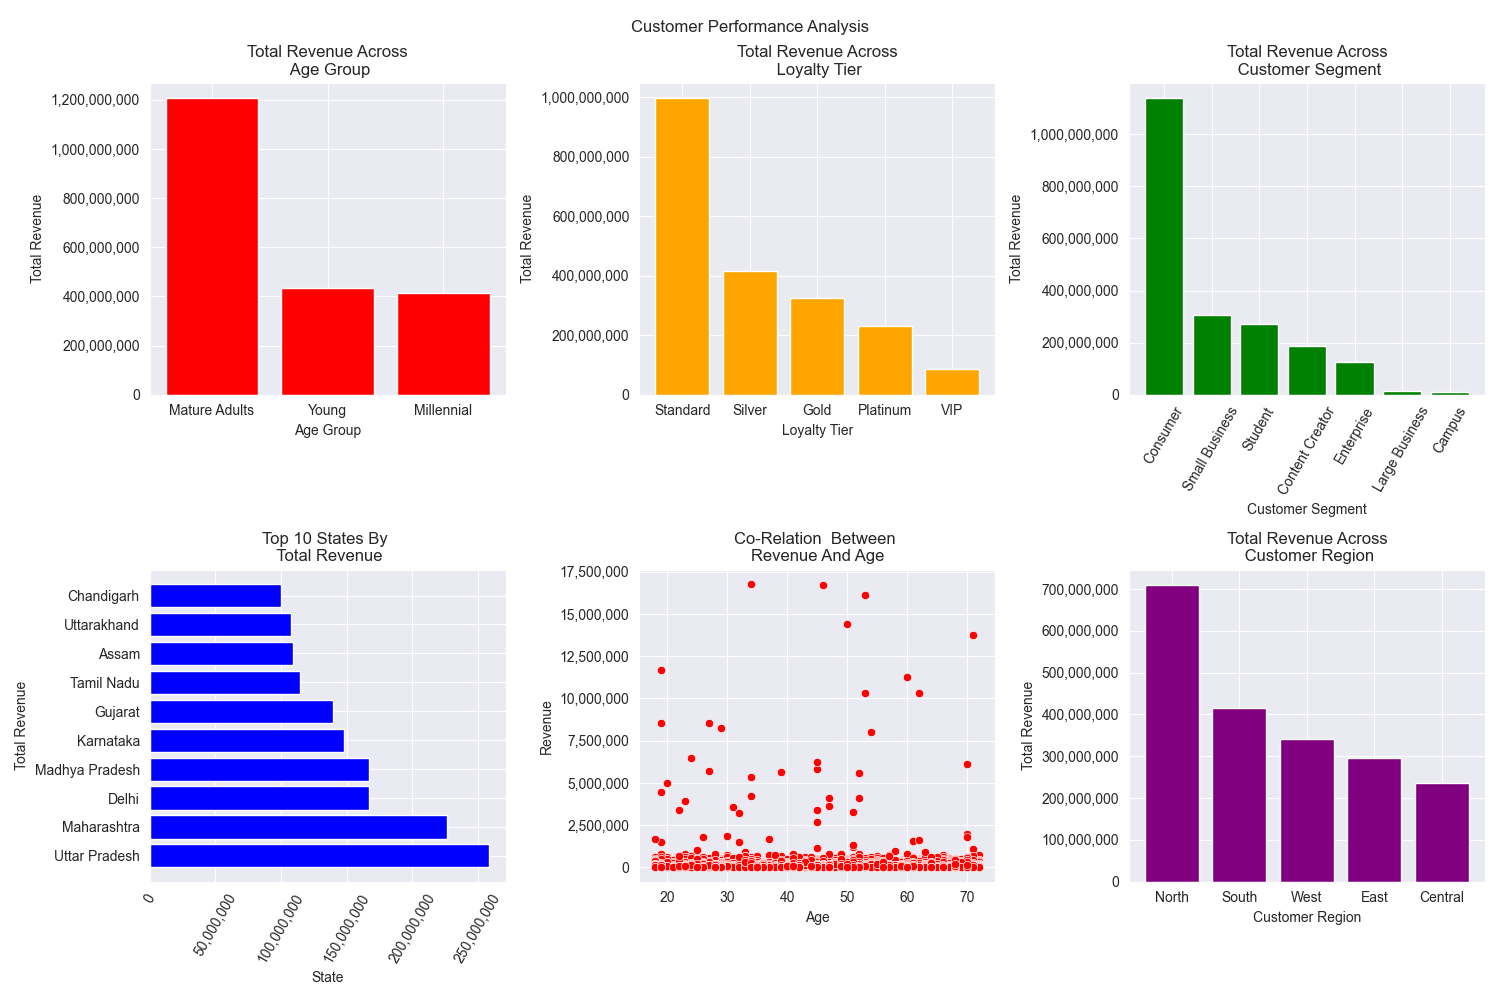 Customer Performance Analysis
Total Revenue Across
Age Group
Total Revenue
1,200,000,000
1,000,000,000
800,000,000
600,000,000
400,000,000
200,000,000
0
Mature Adults Young Millennial
Age Group
Total Revenue Across
Loyalty Tier
Total Revenue
1,000,000,000
800,000,000
600,000,000
400,000,000
200,000,000
0
Standard Silver Gold Platinum VIP
Loyalty Tier
Total Revenue Across
Customer Segment
Total Revenue
1,000,000,000
800,000,000
600,000,000
400,000,000
200,000,000
0
Consumer
Small Business
Student
Content Creator
Enterprise
Large Business
Campus
Customer Segment
Top 10 States By
Total Revenue
Total Revenue
Chandigarh
Uttarakhand
Assam
Tamil Nadu
Gujarat
Karnataka
Madhya Pradesh
Delhi
Maharashtra
Uttar Pradesh
0
50,000,000
100,000,000
150,000,000
200,000,000
250,000,000
State
Co-Relation  Between
Revenue And Age
Revenue
17,500,000
15,000,000
12,500,000
10,000,000
7,500,000
5,000,000
2,500,000
0
20 30 40 50 60 70
Age
Total Revenue Across
Customer Region
Total Revenue
700,000,000
600,000,000
500,000,000
400,000,000
300,000,000
200,000,000
100,000,000
0
North South West East Central
Customer Region